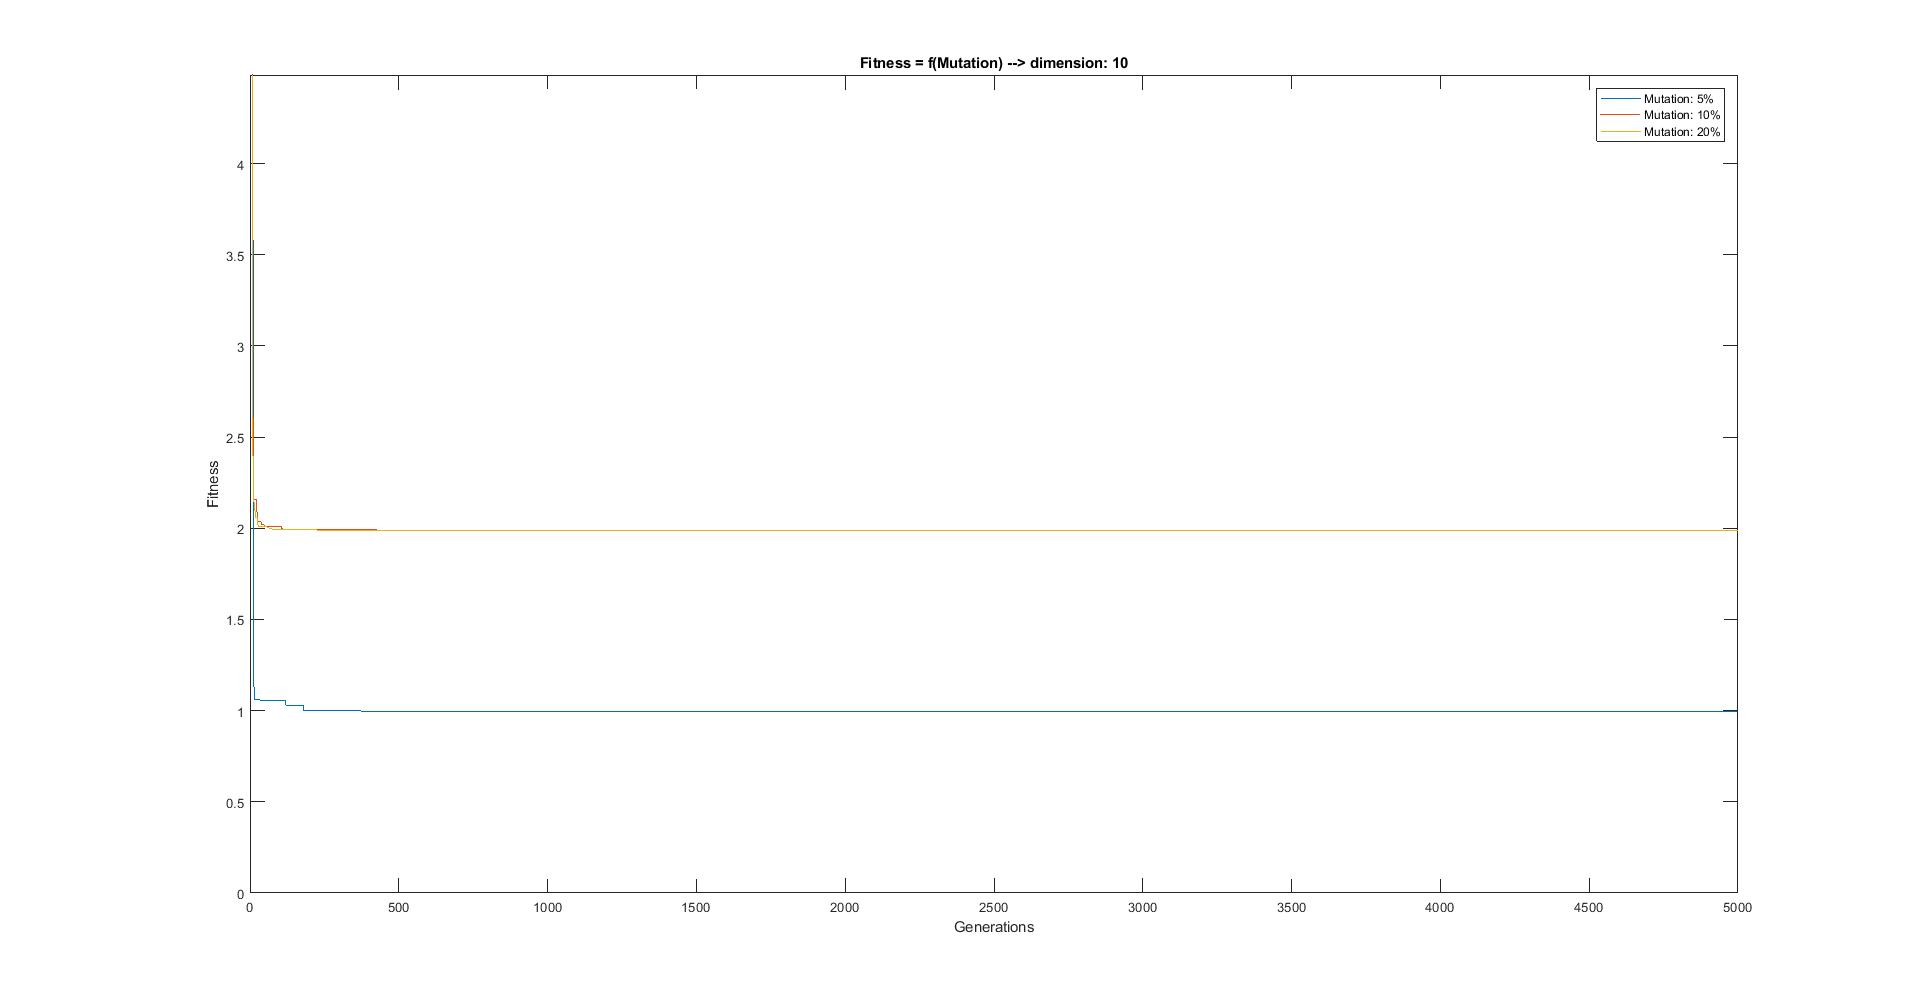 Fitness = f(Mutation) --> dimension: 10
Mutation: 5%
Mutation: 10%
Mutation: 20%
4
3.5
3
2.5
2
1.5
1
0.5
0
Fitness
0 500 1000 1500 2000 2500 3000 3500 4000 4500 5000
Generations